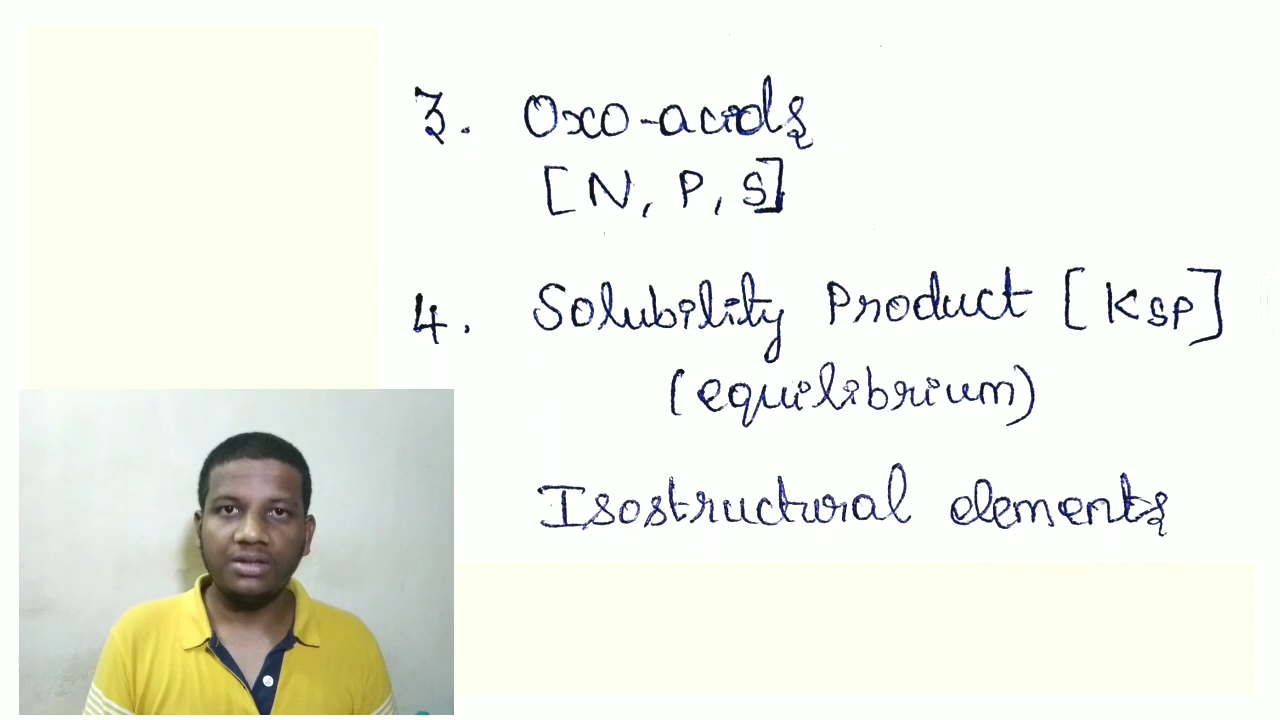 3. Oxo-acids
[N, P, S]
4. Solubility Product [Ksp]
(equilibrium)
Isostructural elements